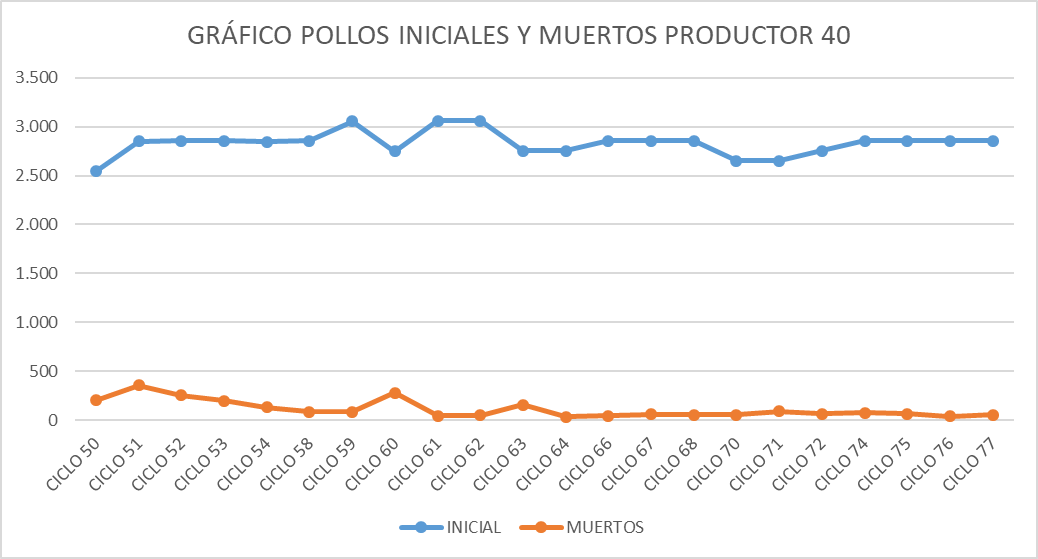 GRÁFICO POLLOS INICIALES Y MUERTOS PRODUCTOR 40
3.500
3.000
2.500
2.000
1.500
1.000
500
0
CICLO 50
CICLO 51
CICLO 52
CICLO 53
CICLO 54
CICLO 58
CICLO 59
CICLO 60
CICLO 61
CICLO 62
CICLO 63
CICLO 64
CICLO 66
CICLO 67
CICLO 68
CICLO 70
CICLO 71
CICLO 72
CICLO 74
CICLO 75
CICLO 76
CICLO 77
INICIAL MUERTOS